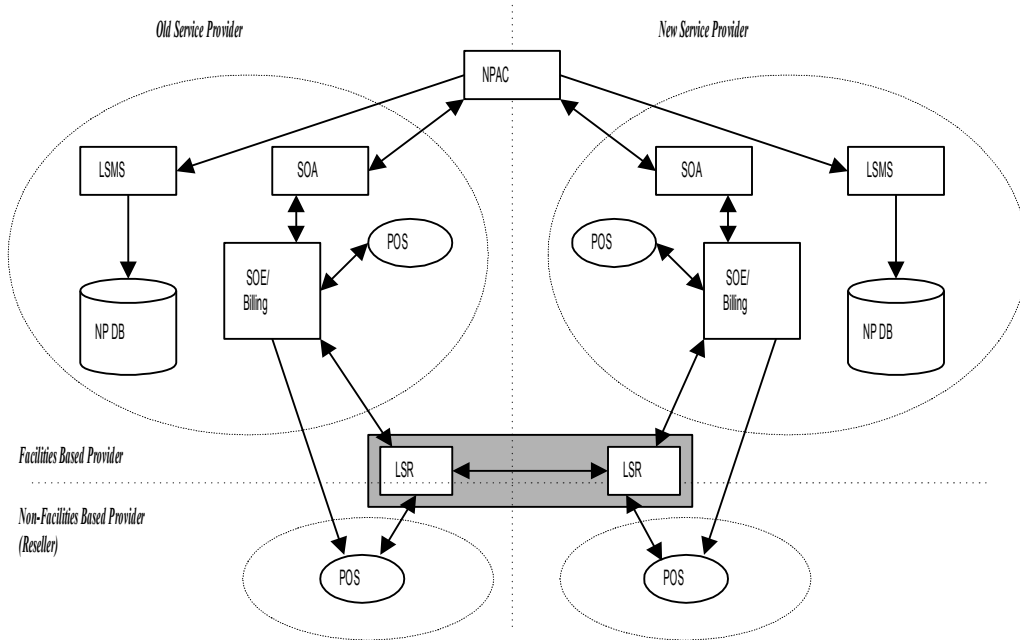 Old Service Provider
New Service Provider
NPAC
LSMS
SOA
SOA
LSMS
POS
POS
SOE/
Billing
SOE/
Billing
NP DB
NP DB
Facilities Based Provider
LSR
LSR
Non-Facilities Based Provider
(Reseller)
POS
POS